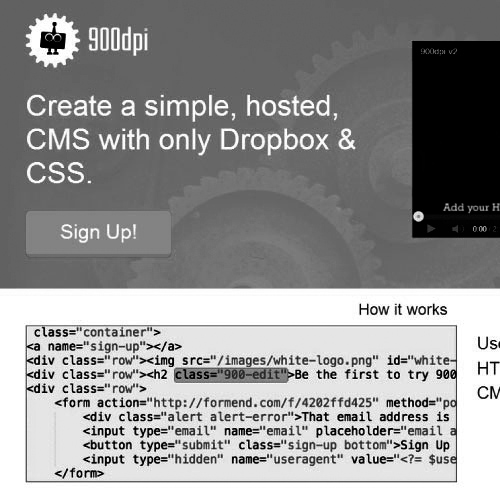 900dpi
Create a simple, hosted,
CMS with only Dropbox &
CSS.
Sign Up!
900dpi v2
Add your H
0:00
How it works
class="container">
<a name="sign-up"></a>
<div class="row"><img src="/images/white-logo.png" id="white-
<div class="row"><h2 class="900-edit">Be the first to try 900
<div class="row">
<form action="http://formend.com/f/4202ffd425" method="po
<div class="alert alert-error">That email address is
<input type="email" name="email" placeholder="email a
<button type="submit" class="sign-up bottom">Sign Up
<input type="hidden" name="useragent" value="<?= $use
</form>
Use
HT
CM